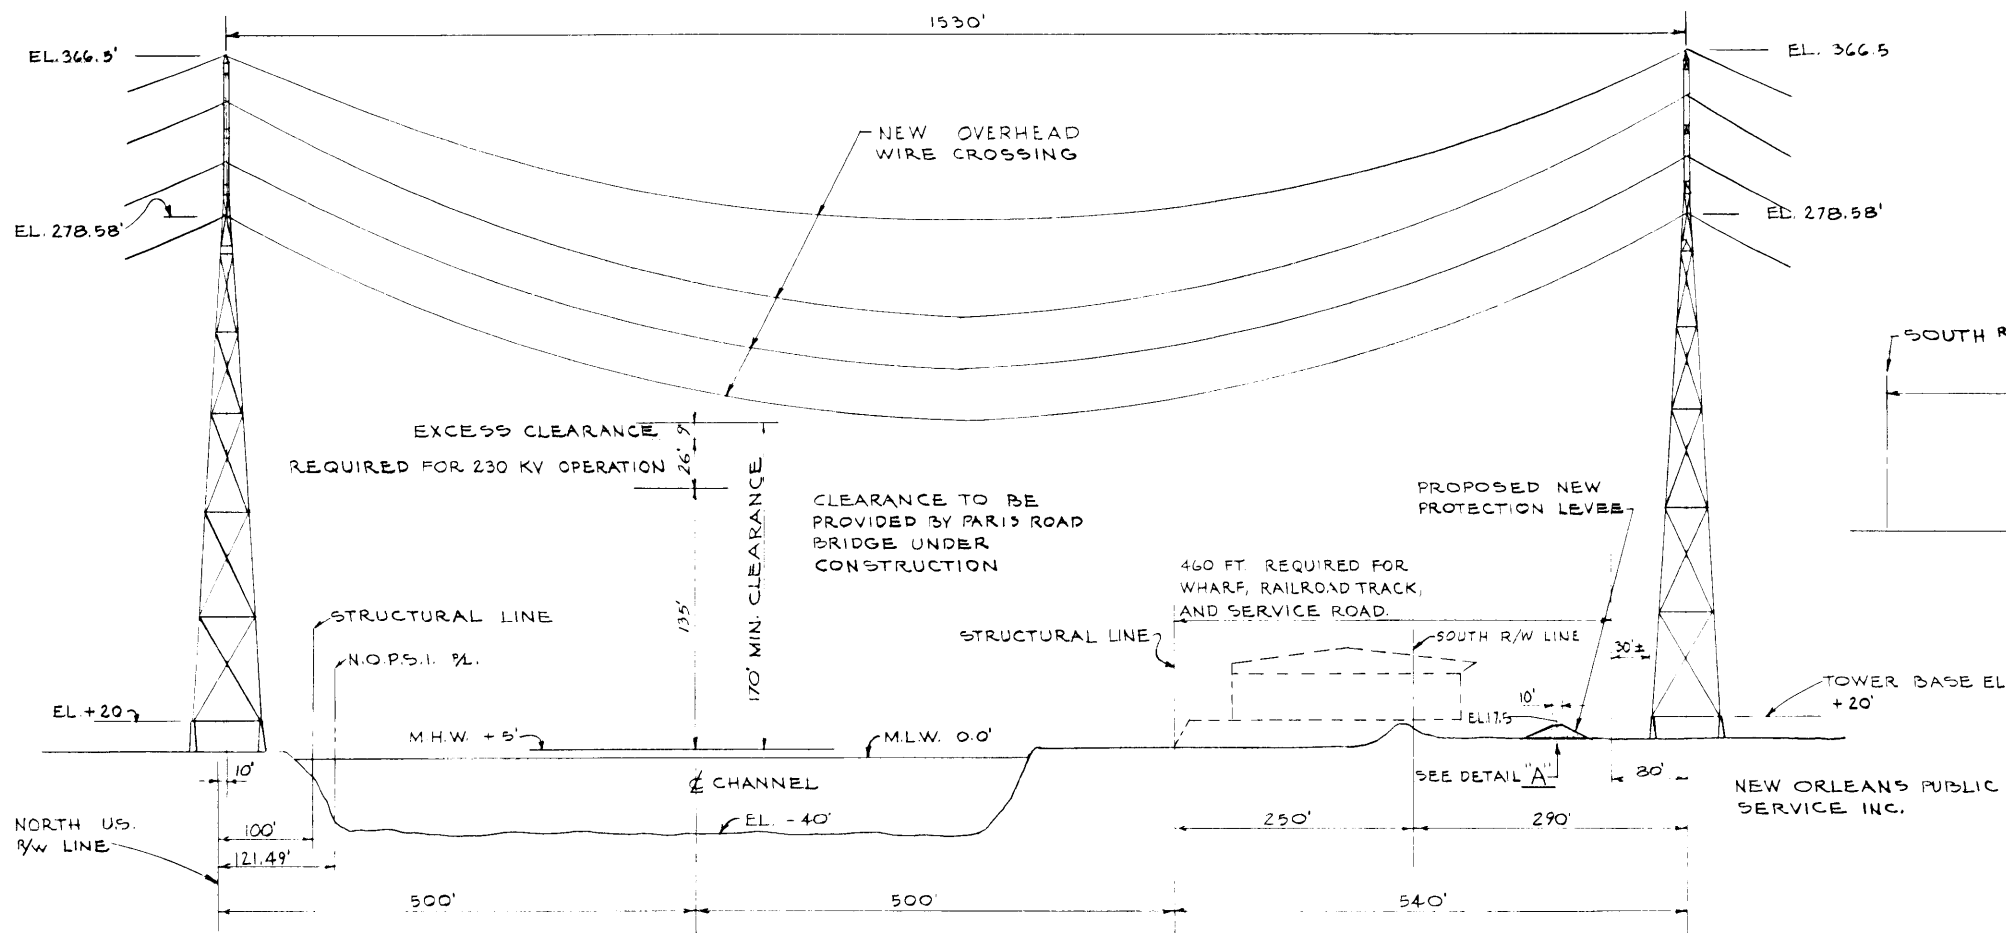 1530'
EL. 366.5'
EL. 366.5
NEW OVERHEAD
WIRE CROSSING
EL. 278.58'
EL. 278.58'
SOUTH R
EXCESS CLEARANCE
9'
REQUIRED FOR 230 KV OPERATION
26'
170' MIN. CLEARANCE
135'
CLEARANCE TO BE
PROVIDED BY PARIS ROAD
BRIDGE UNDER
CONSTRUCTION
PROPOSED NEW
PROTECTION LEVEE
460 FT. REQUIRED FOR
WHARF, RAILROAD TRACK,
AND SERVICE ROAD.
STRUCTURAL LINE
STRUCTURAL LINE
SOUTH R/W LINE
N.O.P.S.I. P/L.
30'±
10'
EL.17.5
TOWER BASE EL
+20'
EL. +20
M.H.W. +5'
M.L.W. 0.0'
10'
℄ CHANNEL
SEE DETAIL "A"
80'
NEW ORLEANS PUBLIC
SERVICE INC.
NORTH U.S.
R/W LINE
100'
EL. -40'
250'
290'
121.49'
500'
500'
540'